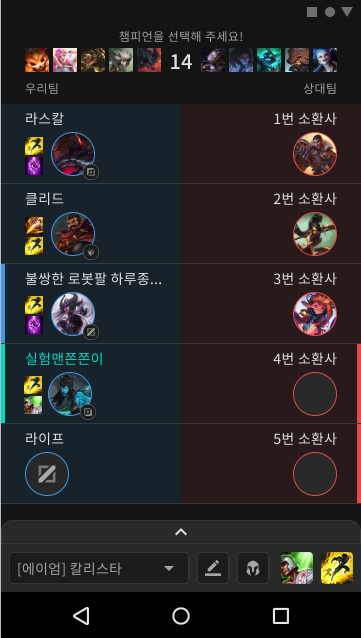 챔피언을 선택해 주세요!
14
우리팀
상대팀
라스칼
1번 소환사
클리드
2번 소환사
불쌍한 로봇팔 하루종...
3번 소환사
실험맨쫀쫀이
4번 소환사
라이프
5번 소환사
[에이엄] 칼리스타